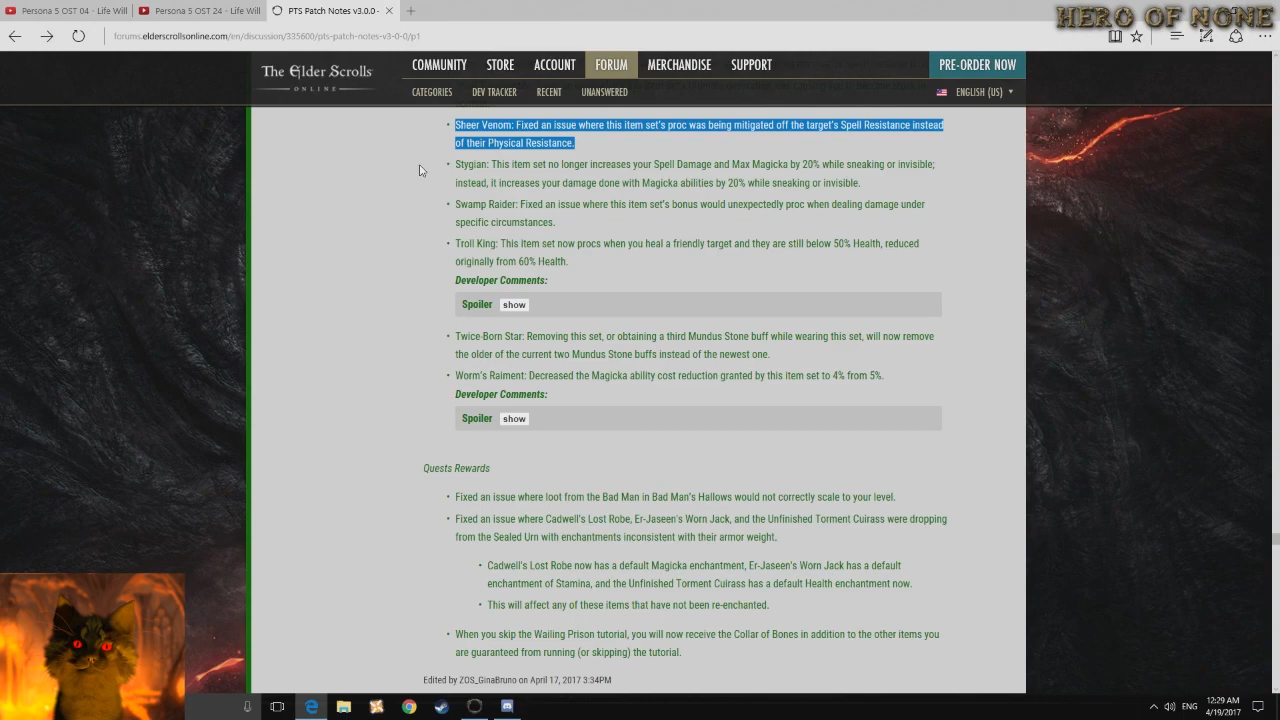 Persona 5 OST 04 - Life Will
Persona 5 OST 24 - Life Will
PTS Notes v3.0.0 -
HERO OF NONE
forums.elderscrollsonline.com/en/discussion/335600/pts-patch-notes-v3-0-0/p1
The Elder Scrolls
ONLINE
COMMUNITY STORE ACCOUNT FORUM MERCHANDISE SUPPORT PRE-ORDER NOW
CATEGORIES DEV TRACKER RECENT UNANSWERED ENGLISH (US)
• Sheer Venom: Fixed an issue where this item set's proc was being mitigated off the target's Spell Resistance instead
of their Physical Resistance.
• Stygian: This item set no longer increases your Spell Damage and Max Magicka by 20% while sneaking or invisible;
instead, it increases your damage done with Magicka abilities by 20% while sneaking or invisible.
• Swamp Raider: Fixed an issue where this item set's bonus would unexpectedly proc when dealing damage under
specific circumstances.
• Troll King: This item set now procs when you heal a friendly target and they are still below 50% Health, reduced
originally from 60% Health.
Developer Comments:
Spoiler show
• Twice-Born Star: Removing this set, or obtaining a third Mundus Stone buff while wearing this set, will now remove
the older of the current two Mundus Stone buffs instead of the newest one.
• Worm's Raiment: Decreased the Magicka ability cost reduction granted by this item set to 4% from 5%.
Developer Comments:
Spoiler show
Quests Rewards
• Fixed an issue where loot from the Bad Man in Bad Man's Hallows would not correctly scale to your level.
• Fixed an issue where Cadwell's Lost Robe, Er-Jaseen's Worn Jack, and the Unfinished Torment Cuirass were dropping
from the Sealed Urn with enchantments inconsistent with their armor weight.
• Cadwell's Lost Robe now has a default Magicka enchantment, Er-Jaseen's Worn Jack has a default
enchantment of Stamina, and the Unfinished Torment Cuirass has a default Health enchantment now.
• This will affect any of these items that have not been re-enchanted.
• When you skip the Wailing Prison tutorial, you will now receive the Collar of Bones in addition to the other items you
are guaranteed from running (or skipping) the tutorial.
Edited by ZOS_GinaBruno on April 17, 2017 3:34PM
ENG
12:29 AM
4/19/2017